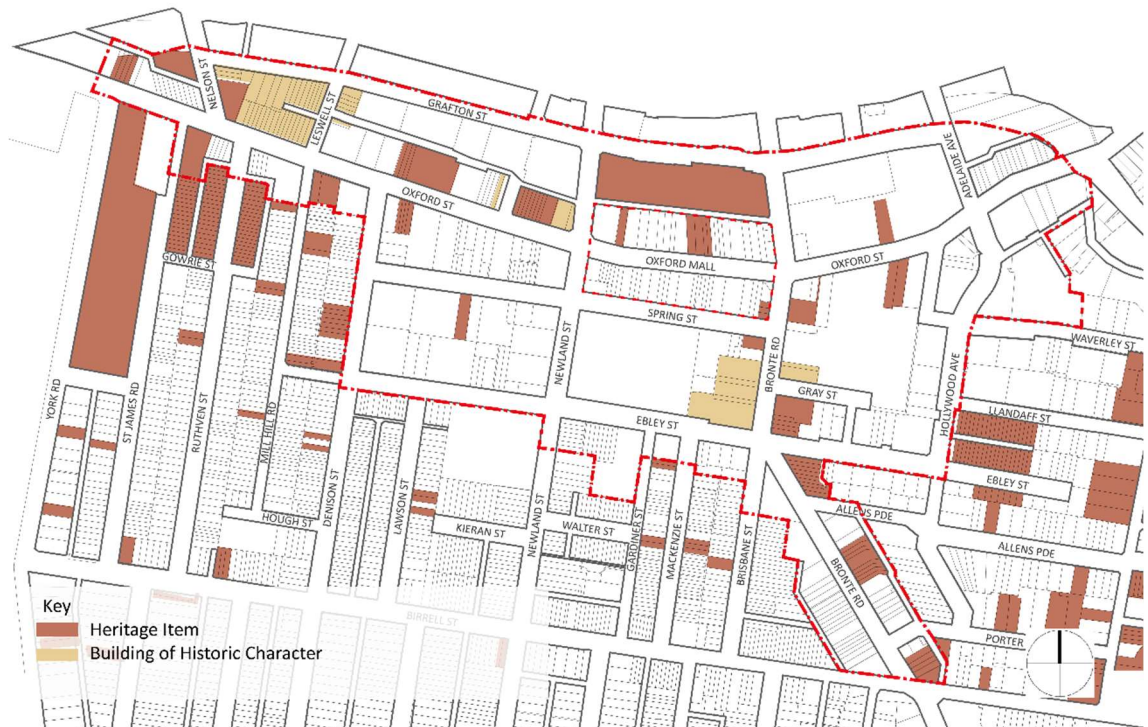 NELSON ST
LESWELL ST
GRAFTON ST
ADELAIDE AVE
OXFORD ST
OXFORD MALL
OXFORD ST
GOWRIE ST
SPRING ST
NEWLAND ST
BRONTE RD
WAVERLEY ST
HOLLYWOOD AVE
GRAY ST
LLANDAFF ST
YORK RD
ST JAMES RD
RUTHVEN ST
MILL HILL RD
EBLEY ST
EBLEY ST
DENISON ST
LAWSON ST
ALLENS PDE
HOUGH ST
KIERAN ST
NEWLAND ST
WALTER ST
GARDINER ST
MACKENZIE ST
BRISBANE ST
ALLENS PDE
BRONTE RD
BIRRELL ST
PORTER
Key
Heritage Item
Building of Historic Character